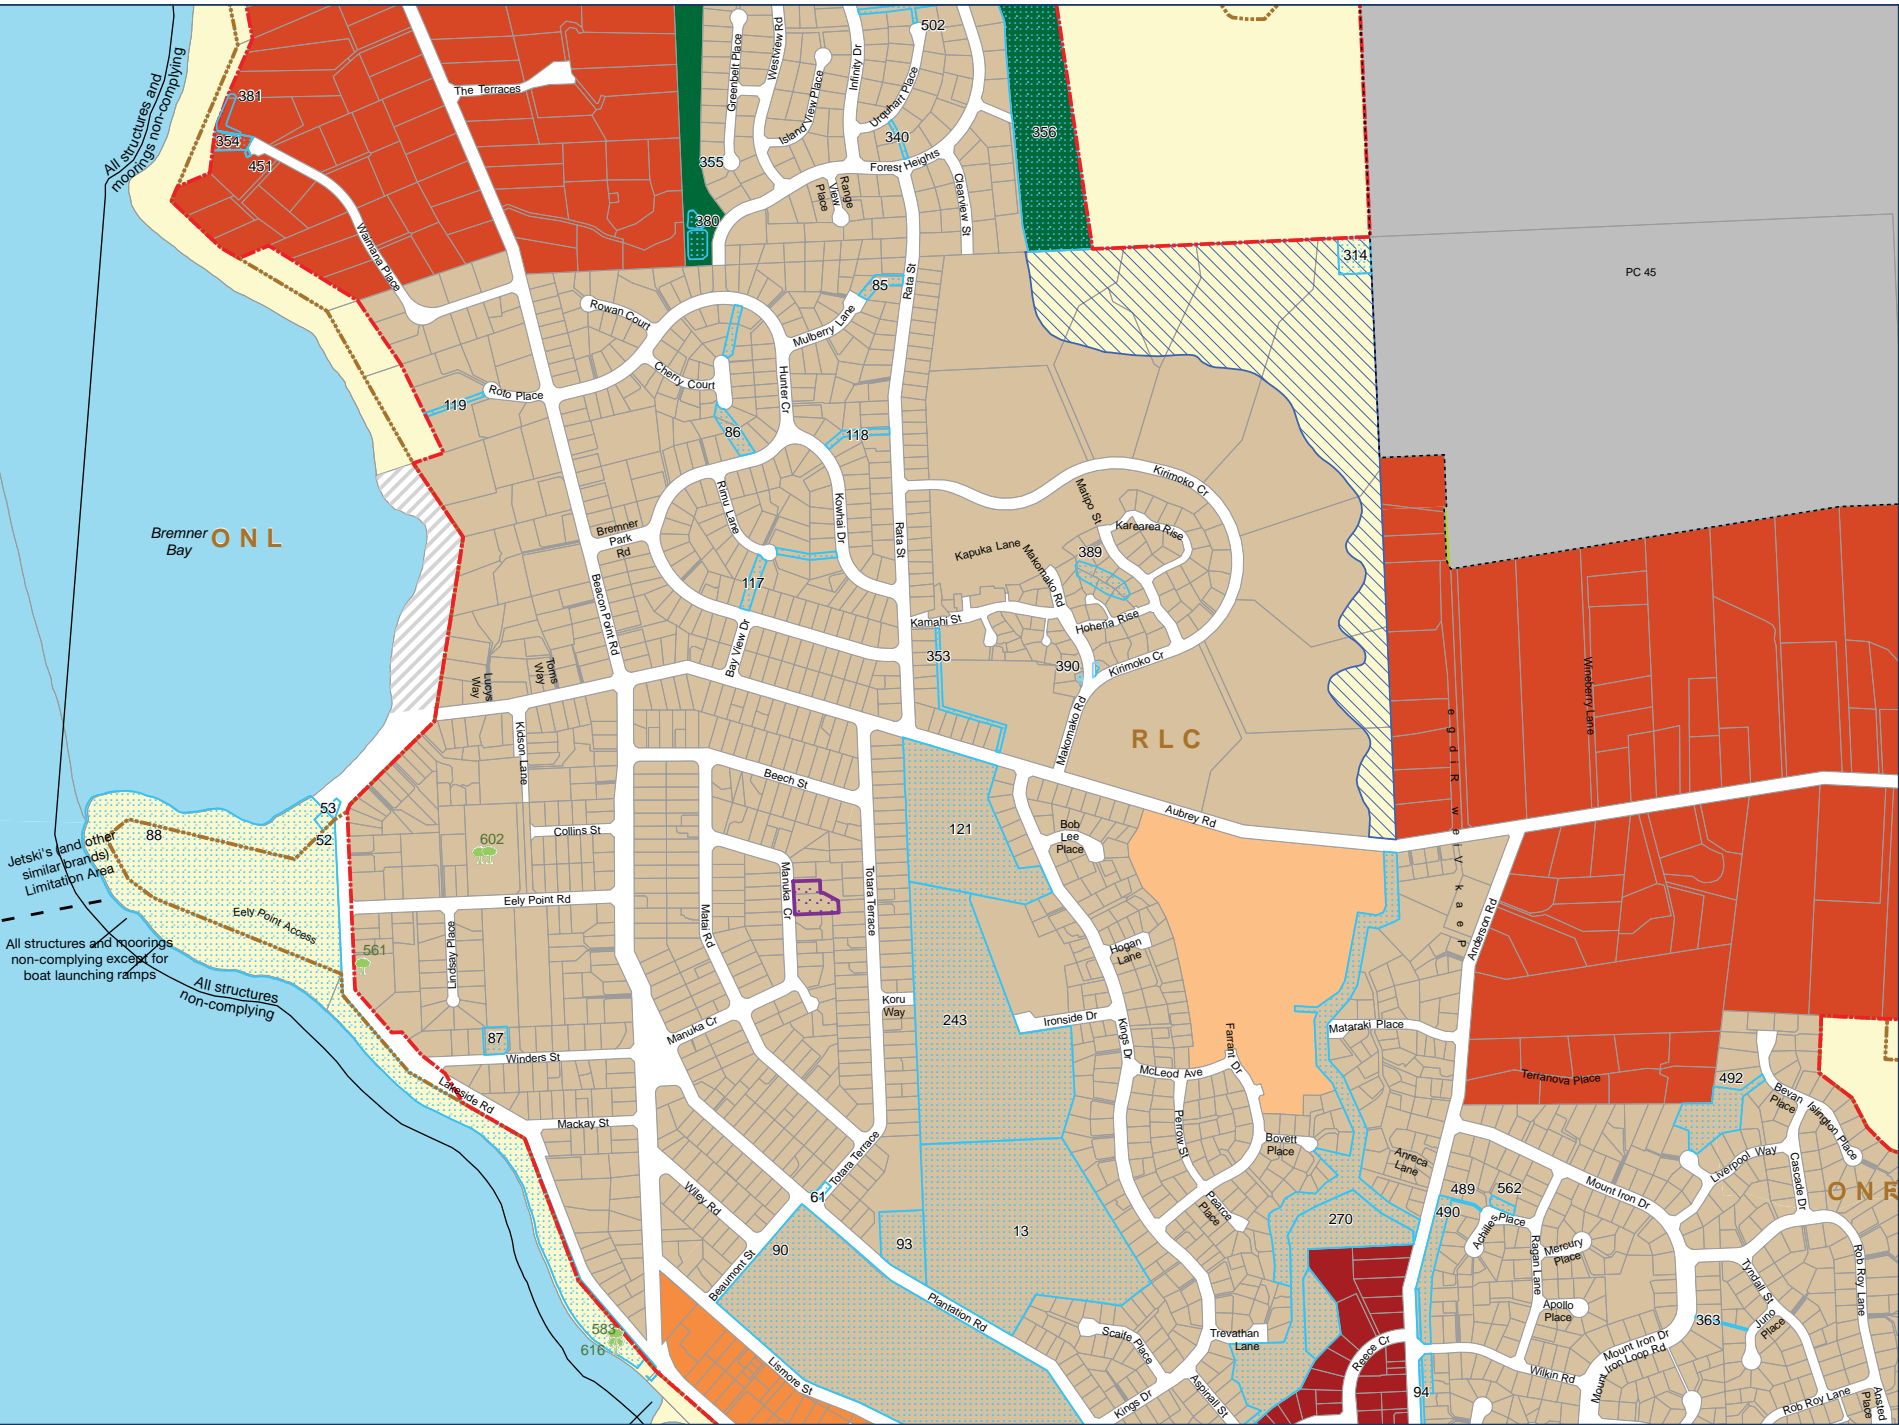 All structures and
moorings non-complying
381
354
451
The Terraces
Waimana Place
Greenbelt Place
Westview Rd
Island View Place
Infinity Dr
Urquhart Place
502
340
355
356
Forest Heights
Range
View
Place
Clearview St
380
314
PC 45
Rata St
85
Mulberry Lane
Rowan Court
Cherry Court
Hunter Cr
Roto Place
119
86
118
Bremner
Bay
ONL
Rimu Lane
Kowhai Dr
Bremner
Park
Rd
Rata St
117
Beacon Point Rd
Bay View Dr
Kirimoko Cr
Matipo St
Karearea Rise
Kapuka Lane
389
Makomako Rd
Kamahi St
Hoheria Rise
353
390
Kirimoko Cr
Makomako Rd
RLC
Wineberry Lane
Peak View Ridge
Lucys
Way
Toms
Way
Kidson Lane
Beech St
Aubrey Rd
53
52
88
Jetski's (and other
similar brands)
Limitation Area
602
Collins St
121
Bob
Lee
Place
Eely Point Access
Eely Point Rd
Manuka Cr
Totara Terrace
Matai Rd
Lindsay Place
561
All structures and moorings
non-complying except for
boat launching ramps
All structures
non-complying
Anderson Rd
Hogan
Lane
Koru
Way
243
Ironside Dr
Kings Dr
Farrant Dr
Mataraki Place
87
Winders St
Manuka Cr
McLeod Ave
Terranova Place
492
Bevan
Place
Islington Place
Lakeside Rd
Mackay St
Perrow St
Bovett
Place
Anreca
Lane
Liverpool Way
Cascade Dr
Totara Terrace
61
Wiley Rd
Pearce
Place
489
562
490
Achilles Place
Mount Iron Dr
ONF
90
93
13
270
Ragan Lane
Mercury
Place
Beaumont St
Plantation Rd
Apollo
Place
Tyndall St
Rob Roy Lane
363
Juno
Place
583
616
Lismore St
Scaife Place
Trevathan
Lane
Reece Cr
Mount Iron Dr
Mount Iron Loop Rd
Wilkin Rd
94
Kings Dr
Aspinall St
Rob Roy Lane
Ansted
Place